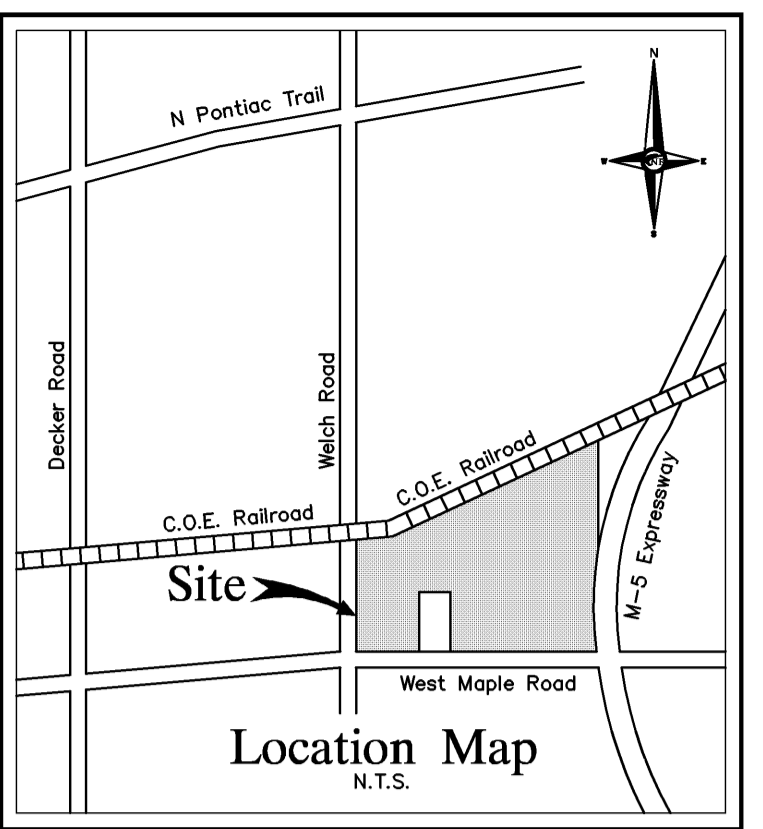 N
N Pontiac Trail
W
E
S
Decker Road
Welch Road
C.O.E. Railroad
C.O.E. Railroad
M-5 Expressway
Site
West Maple Road
Location Map
N.T.S.